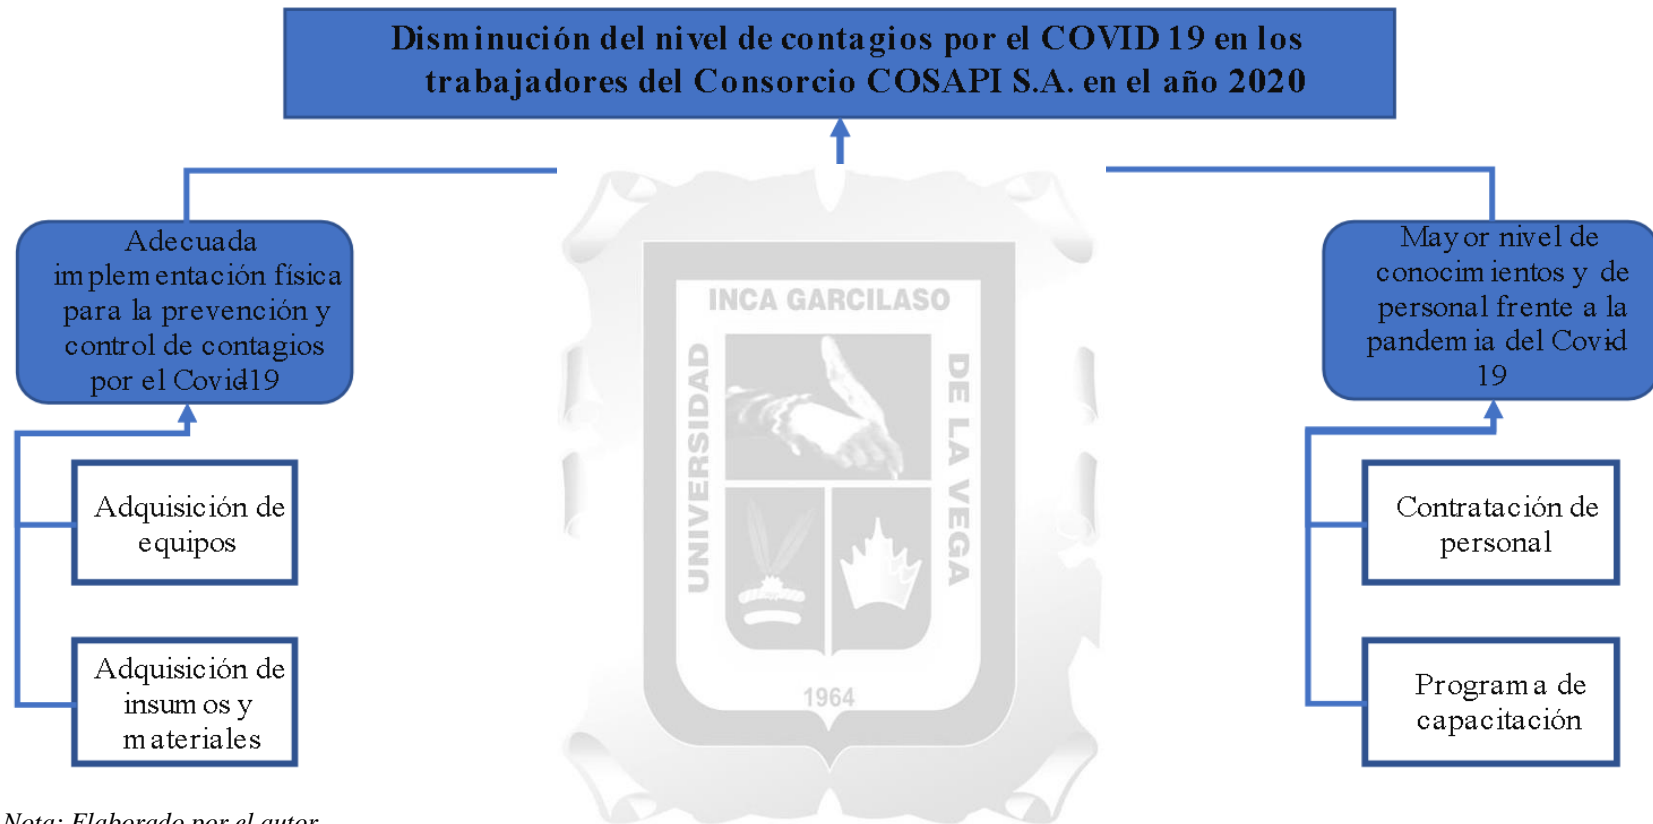 Disminución del nivel de contagios por el COVID 19 en los
trabajadores del Consorcio COSAPI S.A. en el año 2020
Adecuada
implementación física
para la prevención y
control de contagios
por el Covid-19
Mayor nivel de
conocimientos y de
personal frente a la
pandemia del Covid-
19
INCA GARCILASO
UNIVERSIDAD
DE LA VEGA
1964
Adquisición de
equipos
Adquisición de
insumos y
materiales
Contratación de
personal
Programa de
capacitación
Nota: Elaborado por el autor